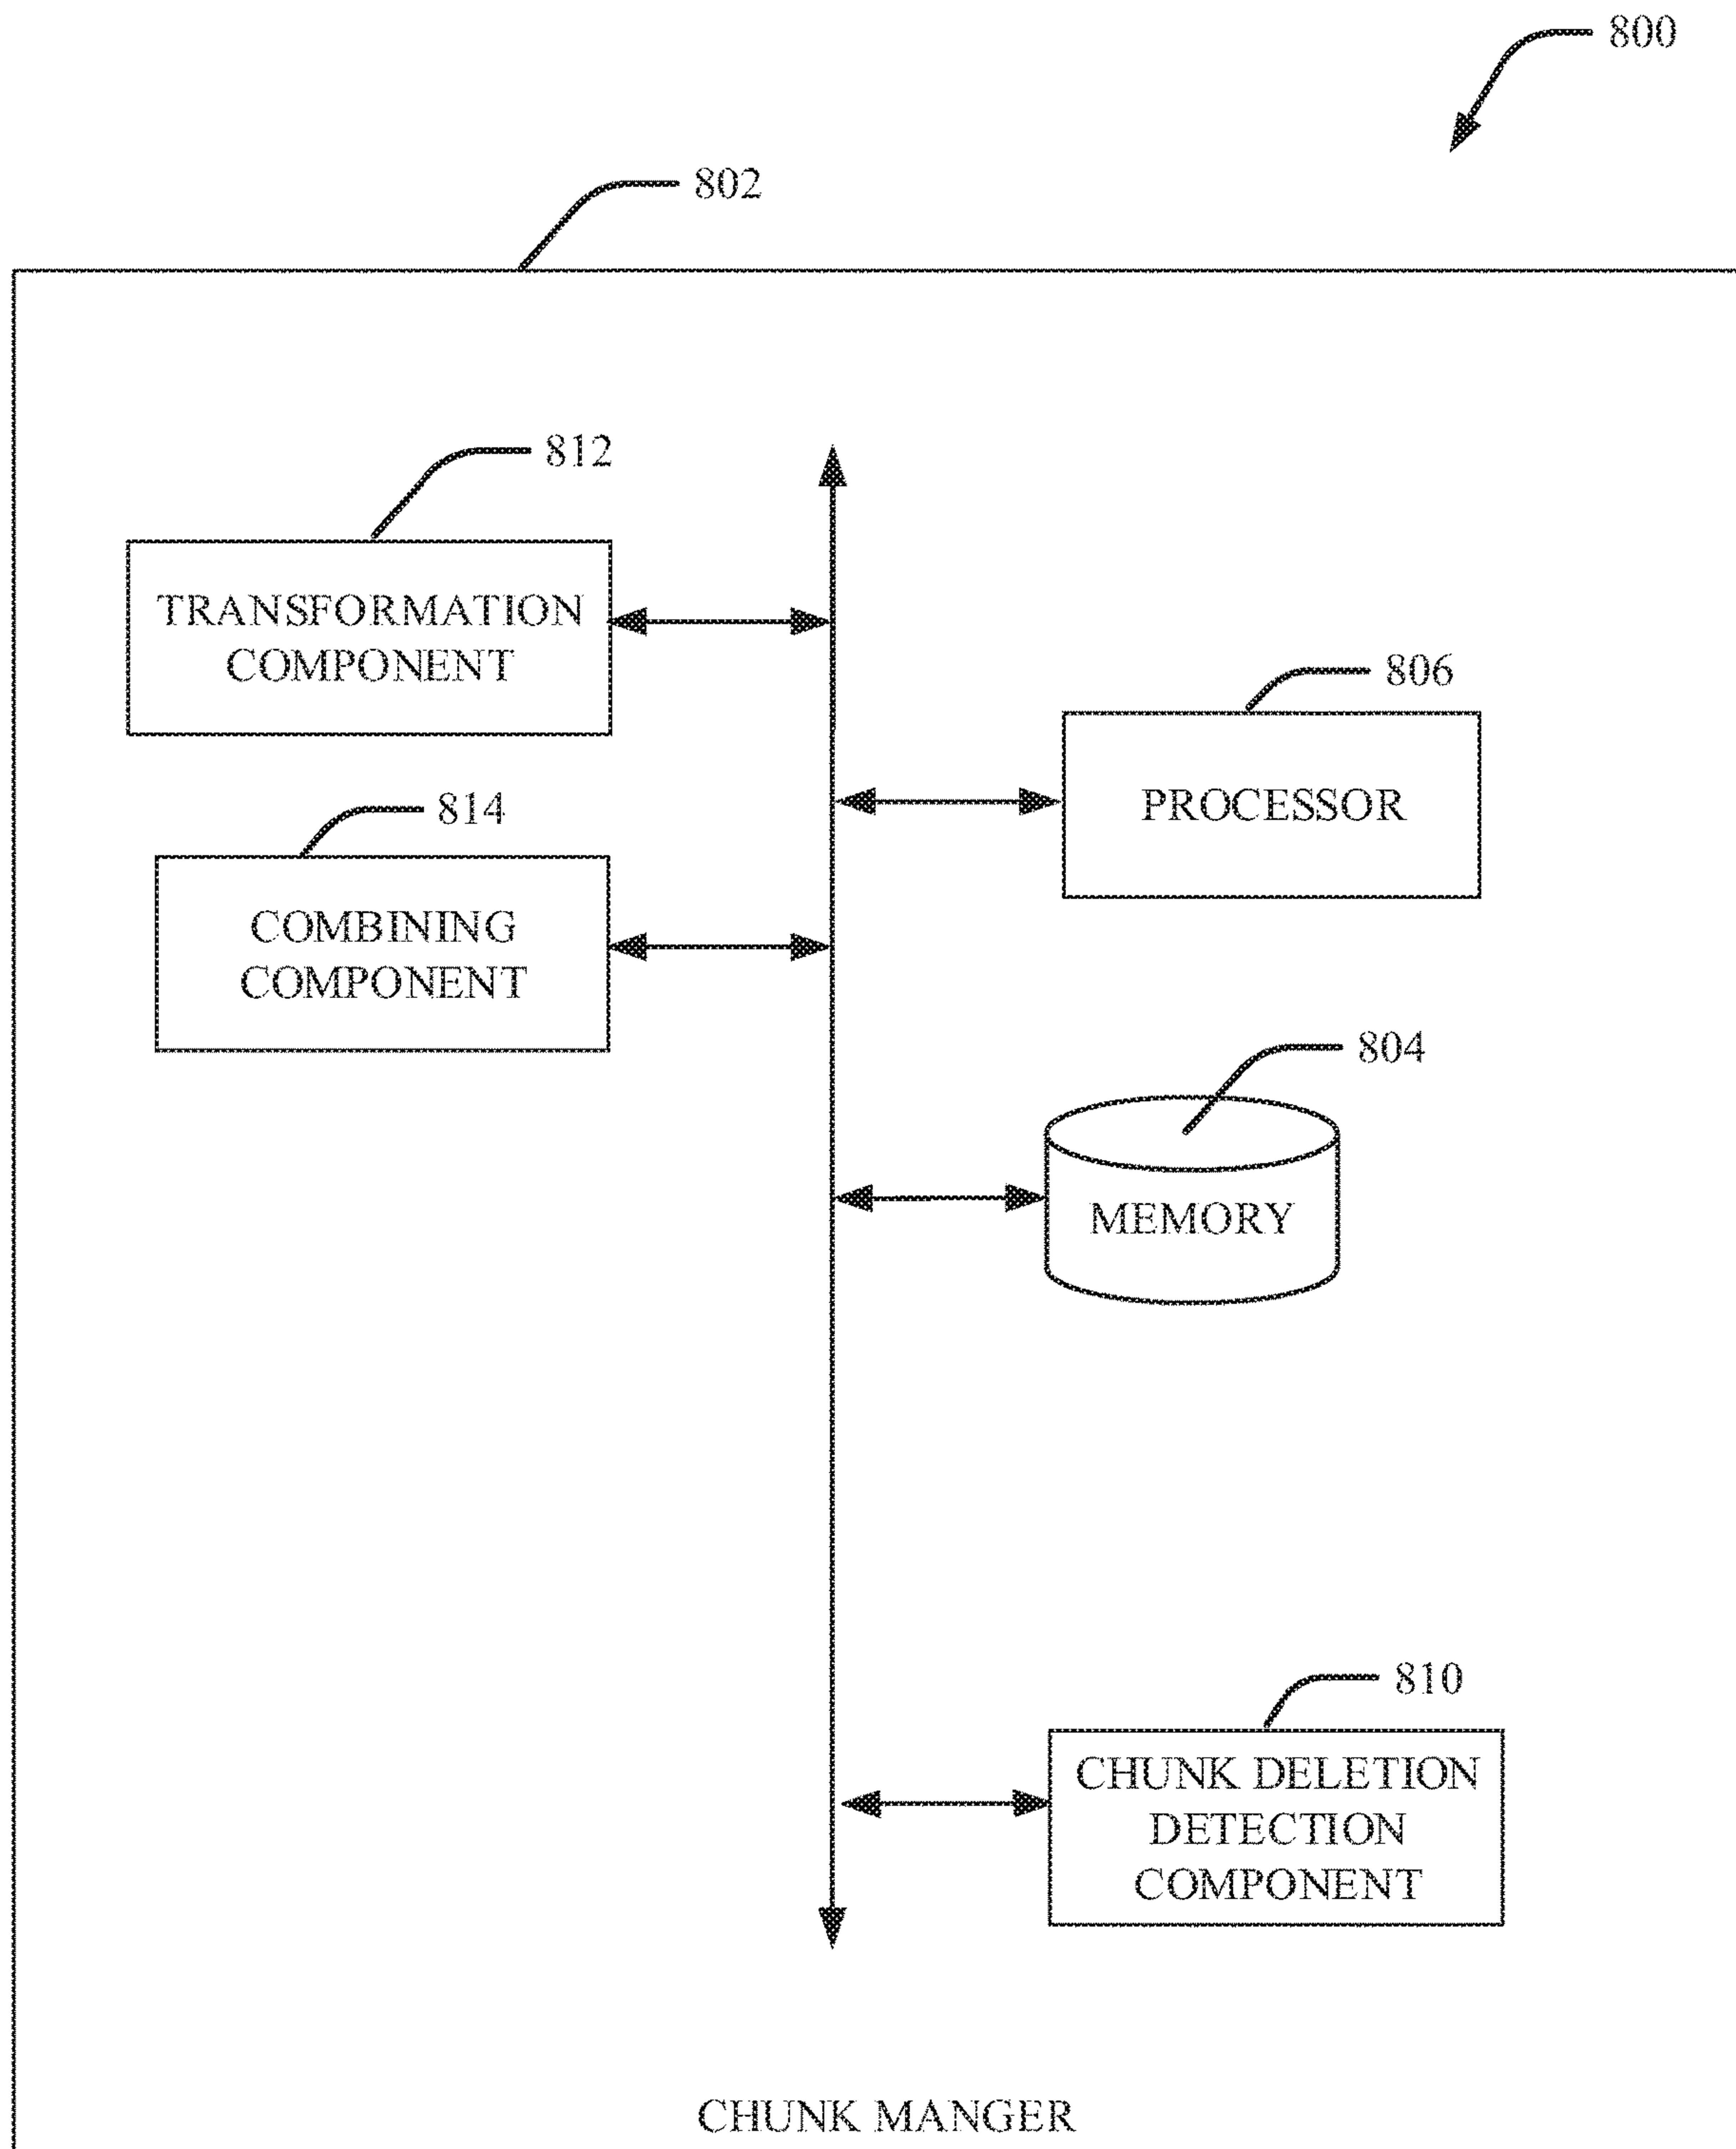 800
802
812
TRANSFORMATION
COMPONENT
806
PROCESSOR
814
COMBINING
COMPONENT
804
MEMORY
810
CHUNK DELETION
DETECTION
COMPONENT
CHUNK MANGER